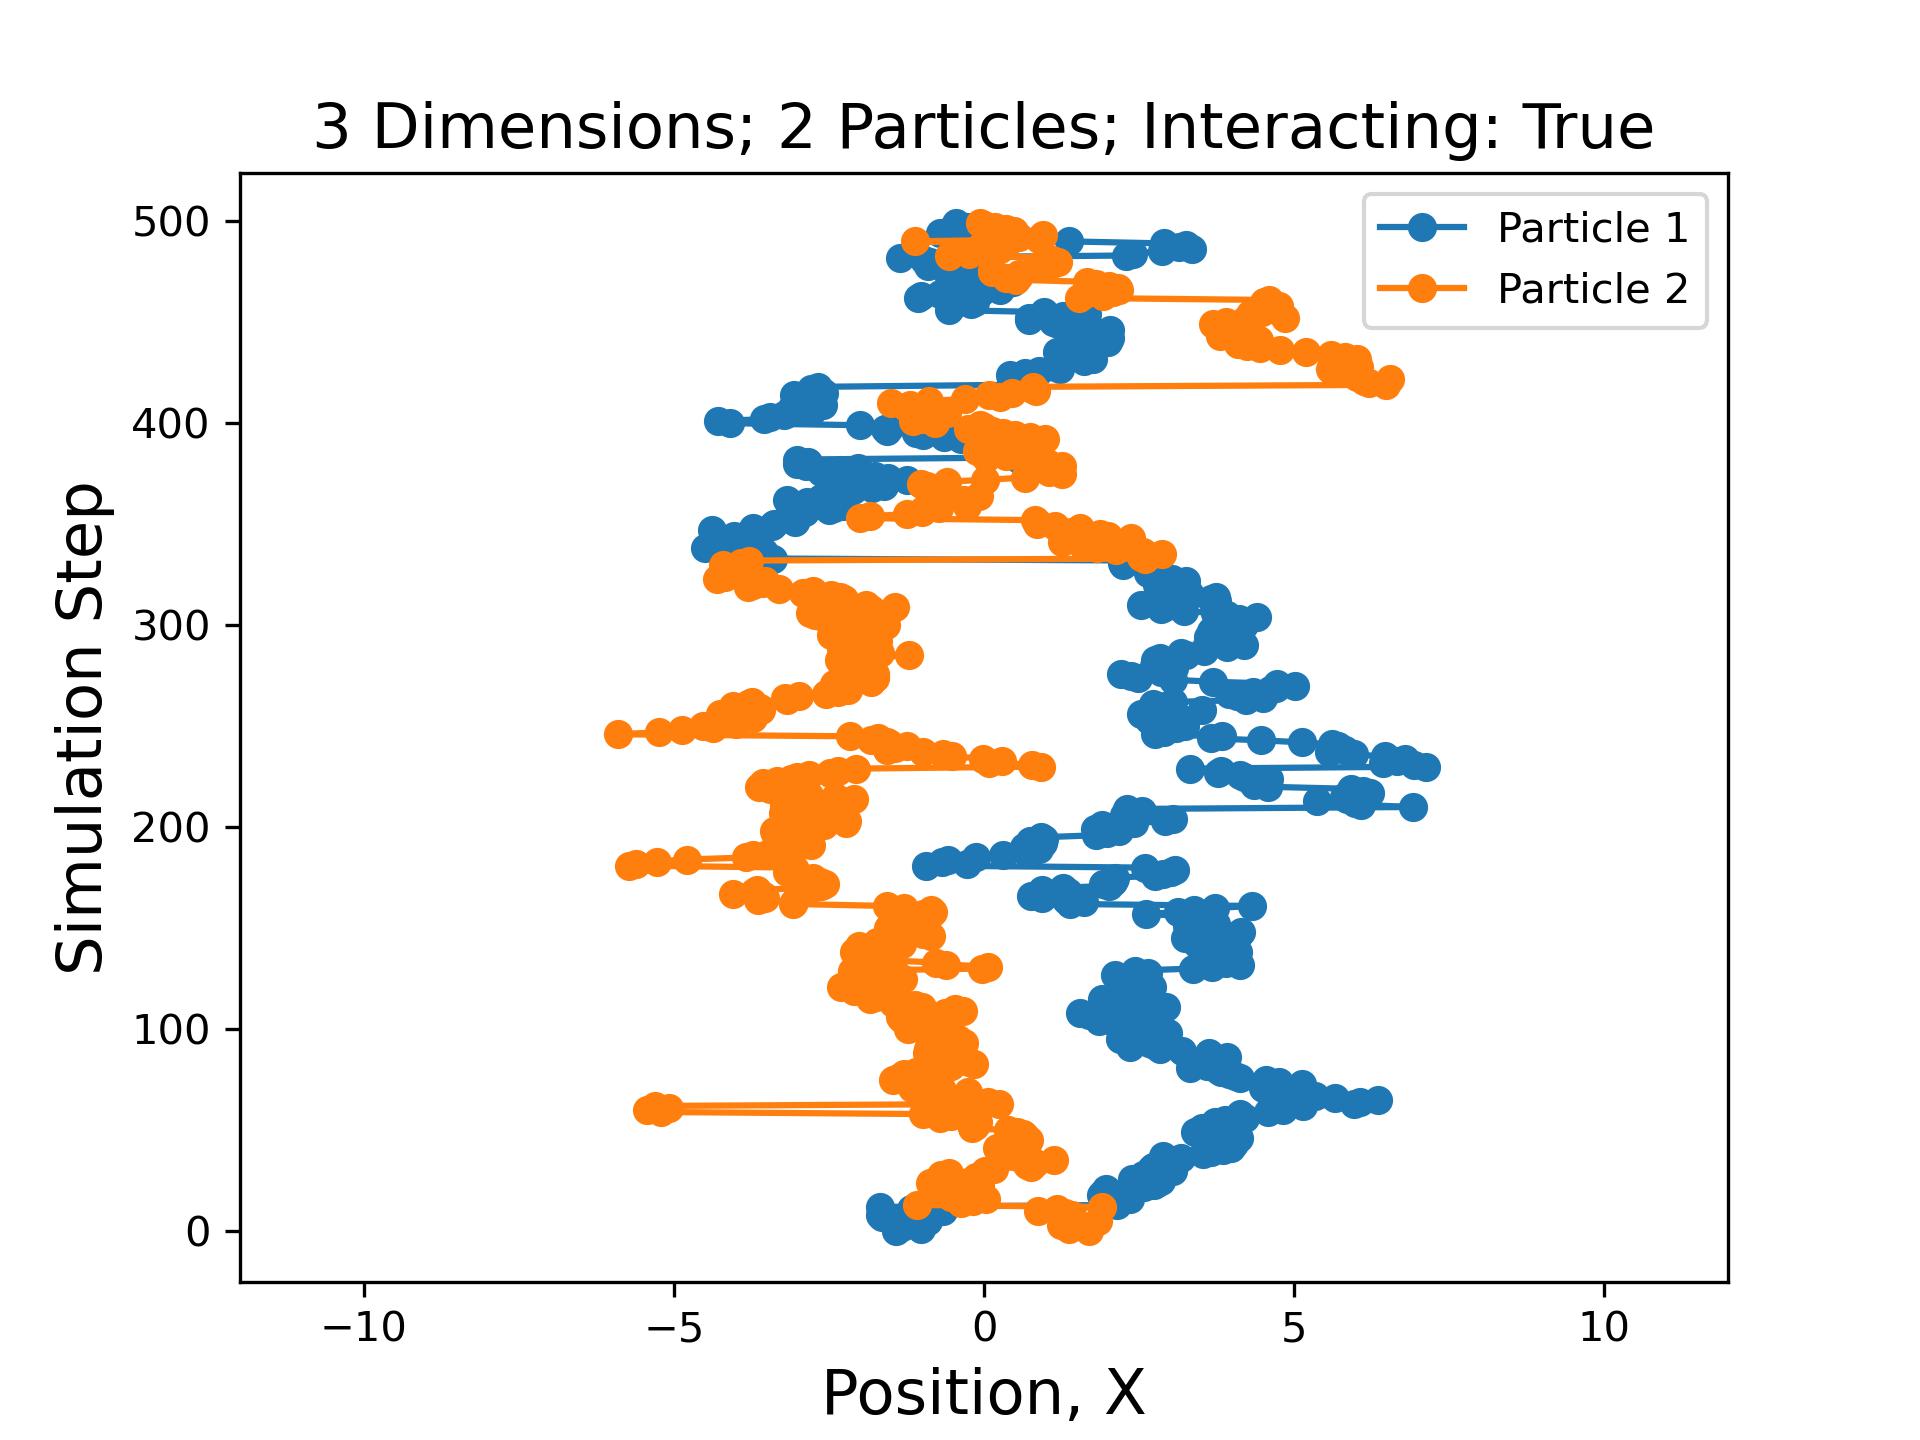 3 Dimensions; 2 Particles; Interacting: True
Particle 1
Particle 2
Simulation Step
500
400
300
200
100
0
−10
−5
0
5
10
Position, X